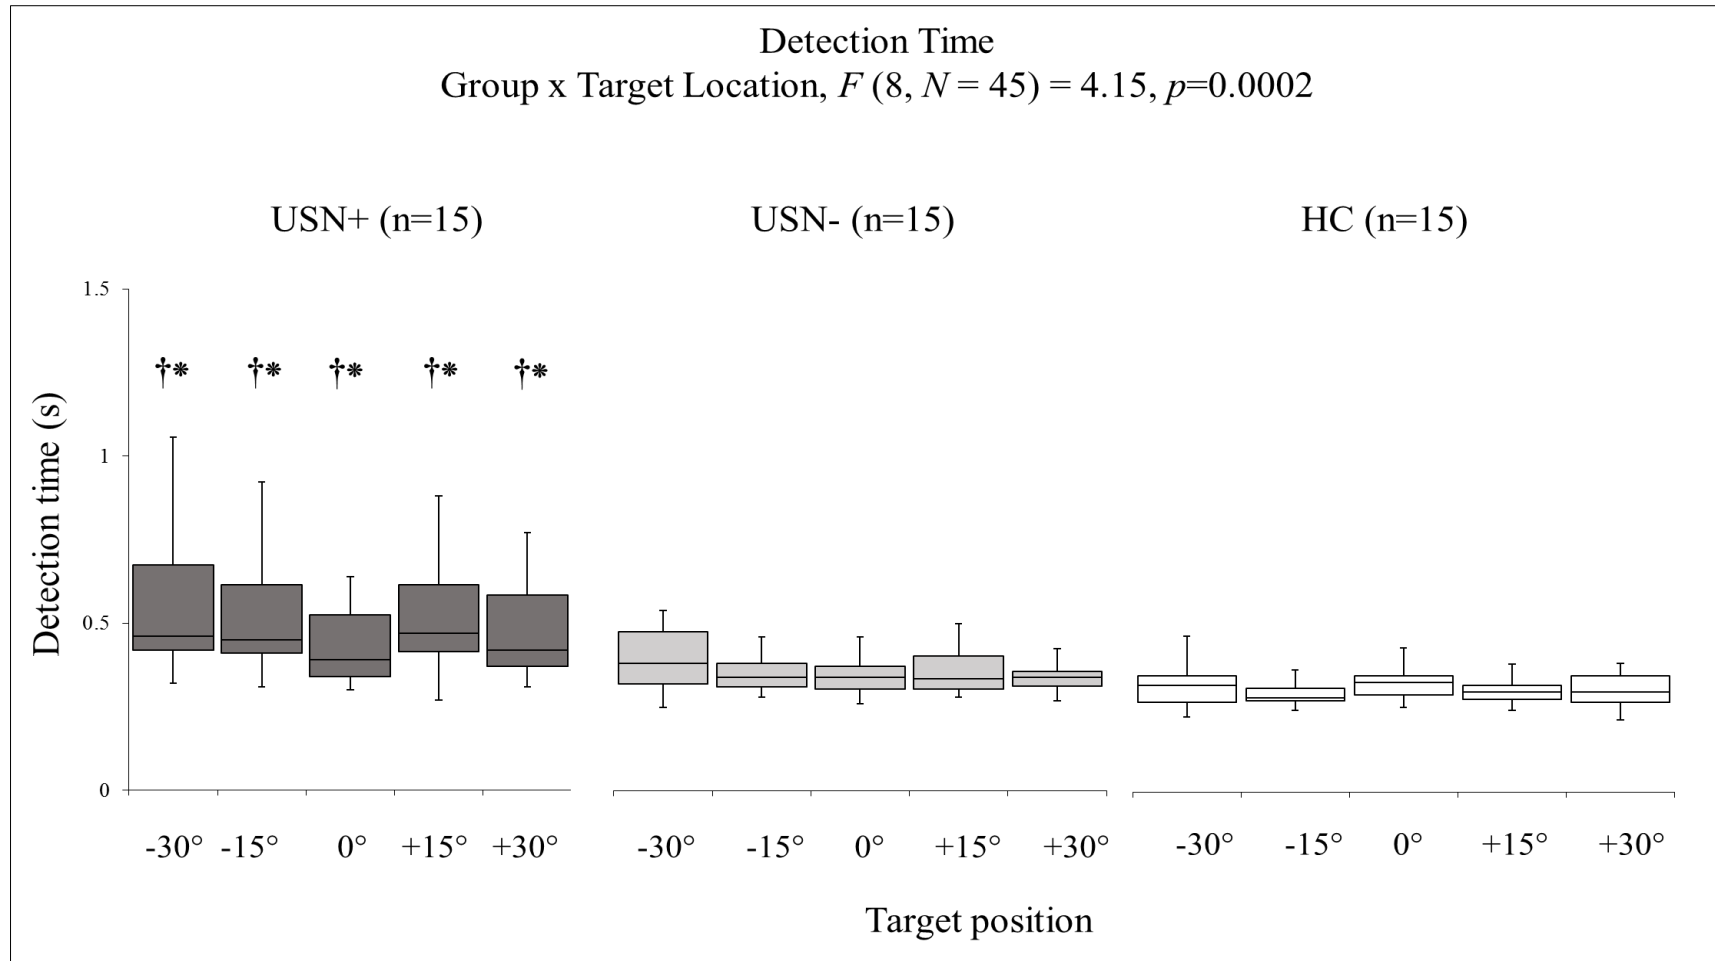 Detection Time
Group x Target Location, F (8, N = 45) = 4.15, p=0.0002
USN+ (n=15) USN- (n=15) HC (n=15)
1.5
†* †* †* †* †*
1
0.5
0
Detection time (s)
-30° -15° 0° +15° +30° -30° -15° 0° +15° +30° -30° -15° 0° +15° +30°
Target position